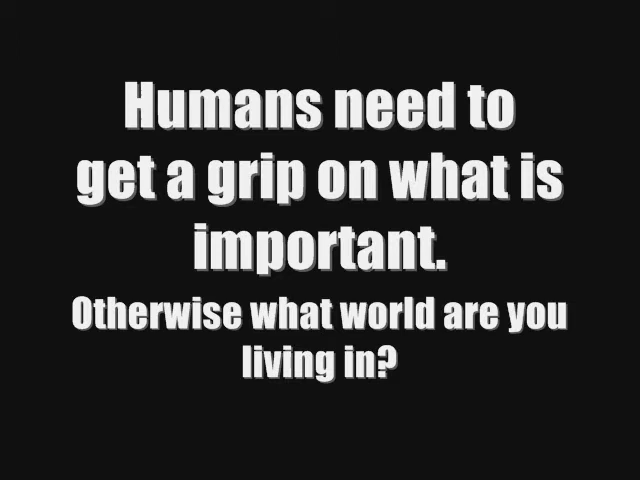 Humans need to
get a grip on what is
important.
Otherwise what world are you
living in?